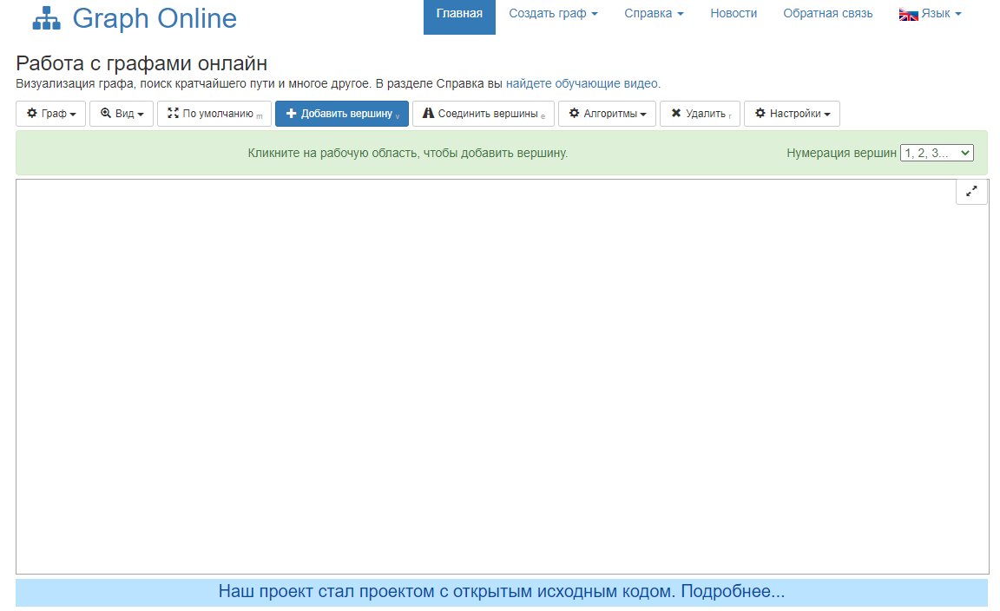 Graph Online
Главная Создать граф Справка Новости Обратная связь Язык
Работа с графами онлайн
Визуализация графа, поиск кратчайшего пути и многое другое. В разделе Справка вы найдете обучающие видео.
Граф Вид По умолчанию m Добавить вершину v Соединить вершины e Алгоритмы Удалить r Настройки
Кликните на рабочую область, чтобы добавить вершину. Нумерация вершин 1, 2, 3...
Наш проект стал проектом с открытым исходным кодом. Подробнее...